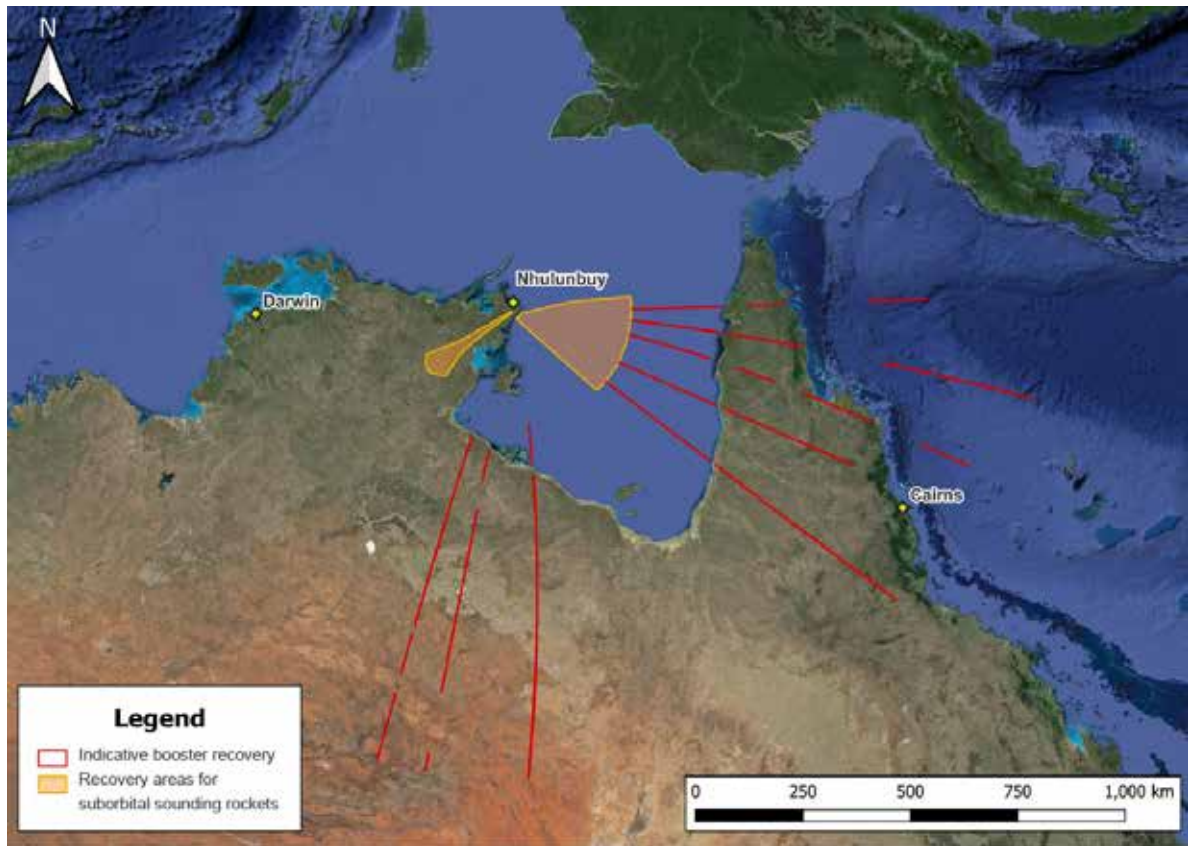 N
Nhulunbuy
Darwin
Cairns
Legend
Indicative booster recovery
Recovery areas for
suborbital sounding rockets
0 250 500 750 1,000 km